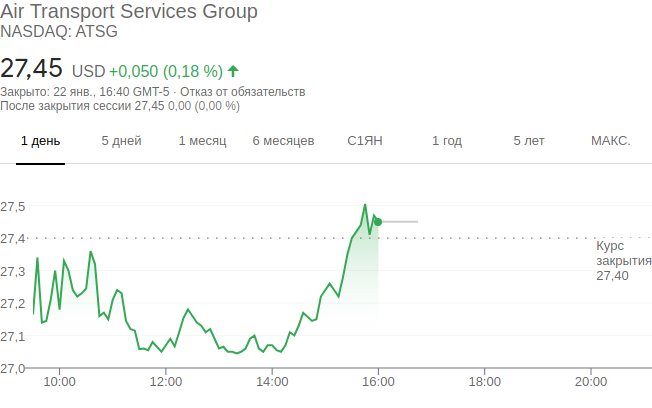 Air Transport Services Group
NASDAQ: ATSG
27,45 USD +0,050 (0,18 %)
Закрыто: 22 янв., 16:40 GMT-5 · Отказ от обязательств
После закрытия сессии 27,45 0,00 (0,00 %)
1 день 5 дней 1 месяц 6 месяцев С1ЯН 1 год 5 лет МАКС.
27,5
27,4
Курс
закрытия
27,40
27,3
27,2
27,1
27,0
10:00 12:00 14:00 16:00 18:00 20:00